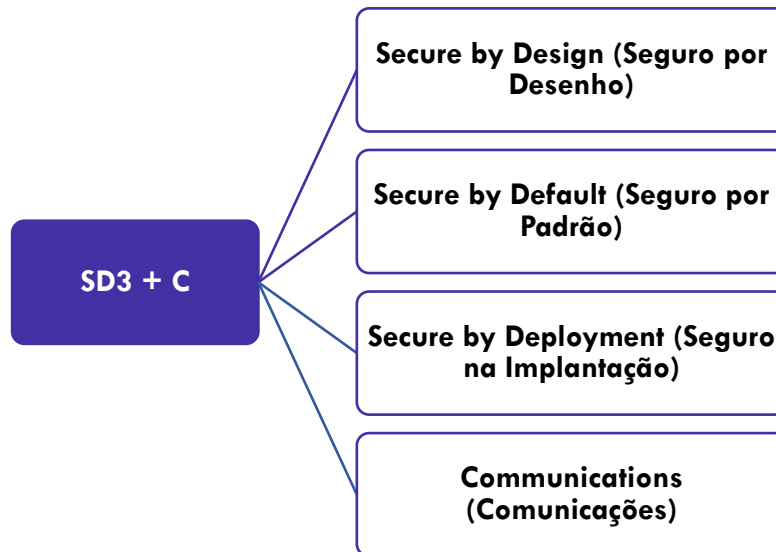 Secure by Design (Seguro por
Desenho)
Secure by Default (Seguro por
Padrão)
SD3 + C
Secure by Deployment (Seguro
na Implantação)
Communications
(Comunicações)